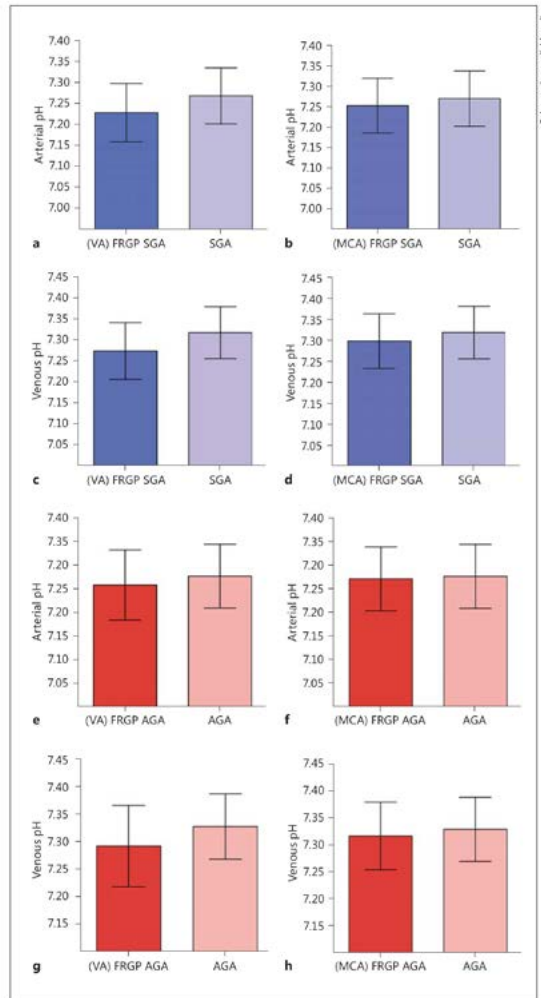 7.40
7.35
7.30
7.25
7.20
7.15
7.10
7.05
7.00
Arterial pH
a
(VA) FRGP SGA
SGA
7.40
7.35
7.30
7.25
7.20
7.15
7.10
7.05
7.00
Arterial pH
b
(MCA) FRGP SGA
SGA
7.45
7.40
7.35
7.30
7.25
7.20
7.15
7.10
7.05
Venous pH
c
(VA) FRGP SGA
SGA
7.45
7.40
7.35
7.30
7.25
7.20
7.15
7.10
7.05
Venous pH
d
(MCA) FRGP SGA
SGA
7.40
7.35
7.30
7.25
7.20
7.15
7.10
7.05
Arterial pH
e
(VA) FRGP AGA
AGA
7.40
7.35
7.30
7.25
7.20
7.15
7.10
7.05
Arterial pH
f
(MCA) FRGP AGA
AGA
7.45
7.40
7.35
7.30
7.25
7.20
7.15
Venous pH
g
(VA) FRGP AGA
AGA
7.45
7.40
7.35
7.30
7.25
7.20
7.15
Venous pH
h
(MCA) FRGP AGA
AGA